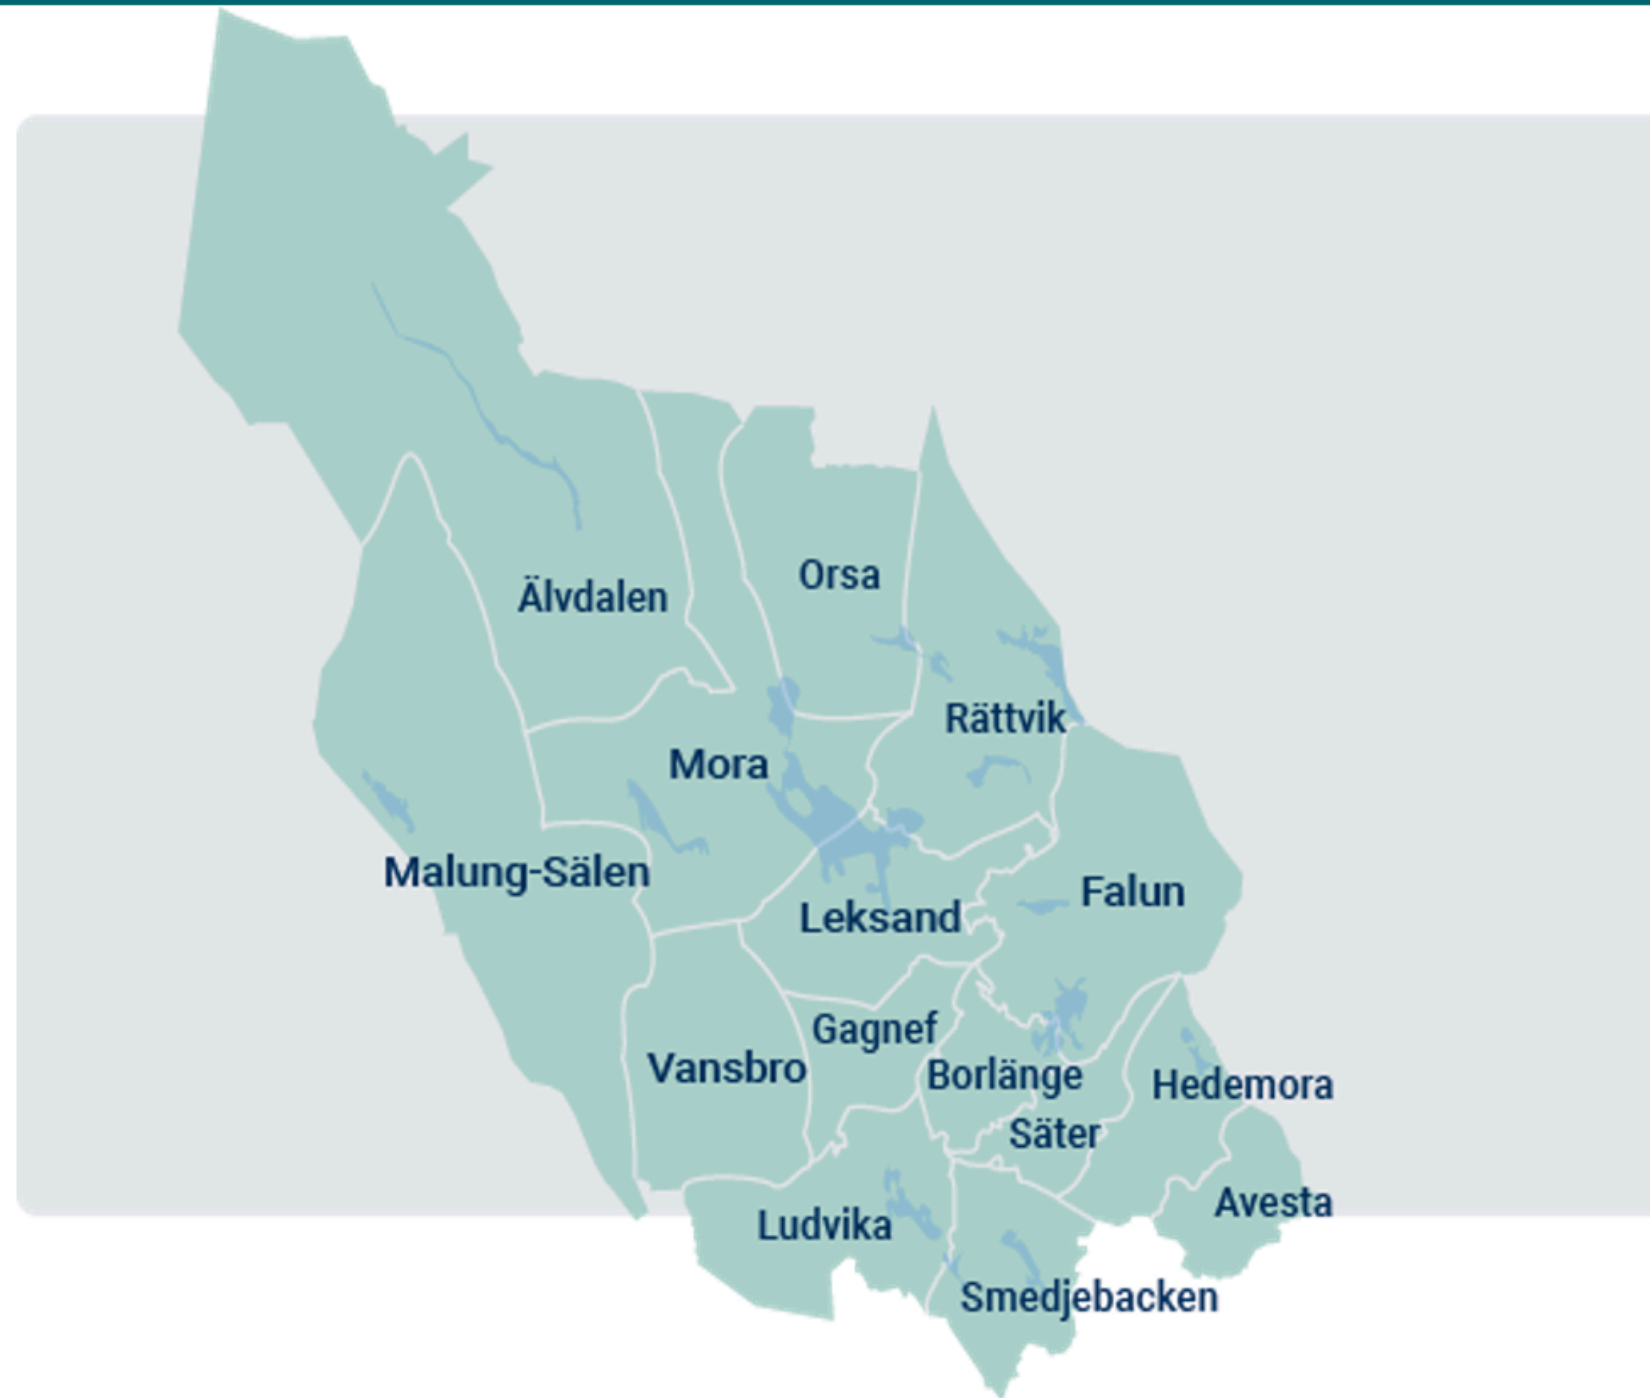 Orsa
Älvdalen
Rättvik
Mora
Malung-Sälen
Falun
Leksand
Gagnef
Vansbro
Borlänge
Hedemora
Säter
Avesta
Ludvika
Smedjebacken